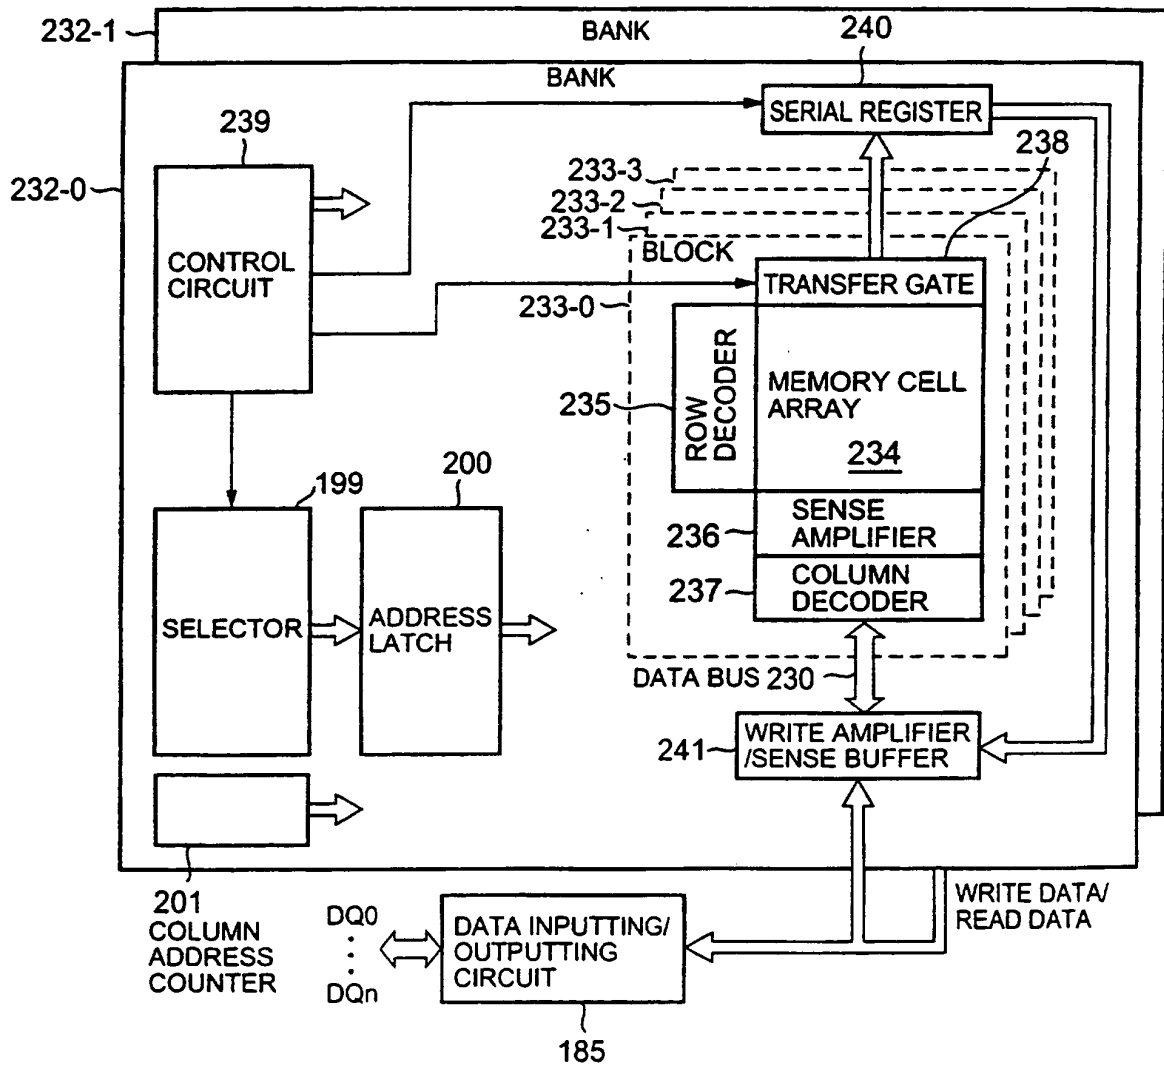 232-1
BANK
240
BANK
SERIAL REGISTER
239
238
232-0
233-3
233-2
233-1
BLOCK
CONTROL
CIRCUIT
TRANSFER GATE
233-0
ROW
DECODER
MEMORY CELL
ARRAY
235
234
199
200
236
SENSE
AMPLIFIER
237
COLUMN
DECODER
SELECTOR
ADDRESS
LATCH
DATA BUS 230
241
WRITE AMPLIFIER
/SENSE BUFFER
201
COLUMN
ADDRESS
COUNTER
DQ0
DQn
DATA INPUTTING/
OUTPUTTING
CIRCUIT
WRITE DATA/
READ DATA
185